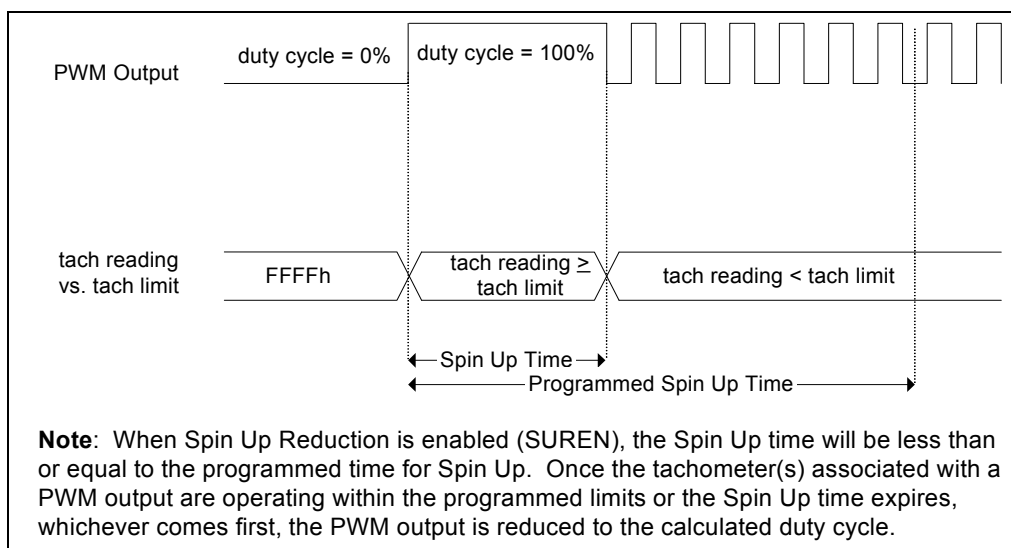 PWM Output
duty cycle = 0%
duty cycle = 100%
tach reading
vs. tach limit
FFFFh
tach reading ≥
tach limit
tach reading < tach limit
Spin Up Time
Programmed Spin Up Time
Note: When Spin Up Reduction is enabled (SUREN), the Spin Up time will be less than
or equal to the programmed time for Spin Up. Once the tachometer(s) associated with a
PWM output are operating within the programmed limits or the Spin Up time expires,
whichever comes first, the PWM output is reduced to the calculated duty cycle.